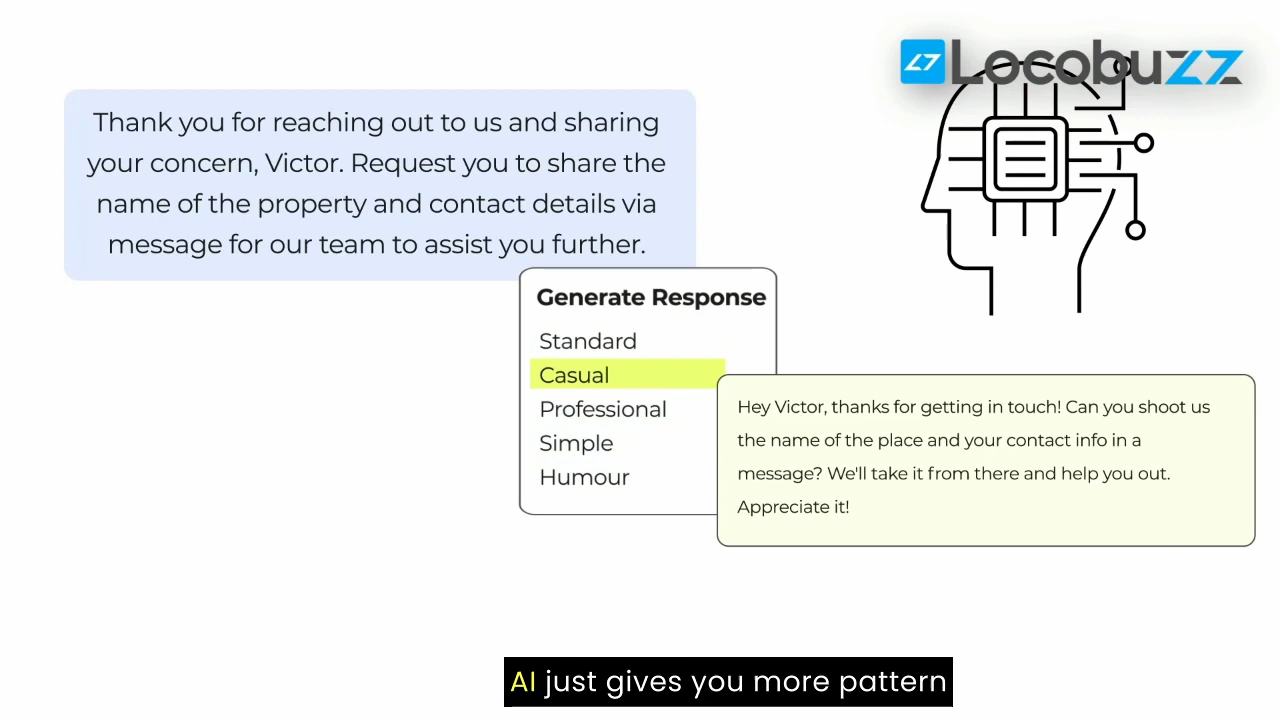 Locobuzz
Thank you for reaching out to us and sharing
your concern, Victor. Request you to share the
name of the property and contact details via
message for our team to assist you further.
Generate Response
Standard
Casual
Professional
Simple
Humour
Hey Victor, thanks for getting in touch! Can you shoot us
the name of the place and your contact info in a
message? We'll take it from there and help you out.
Appreciate it!
AI just gives you more pattern